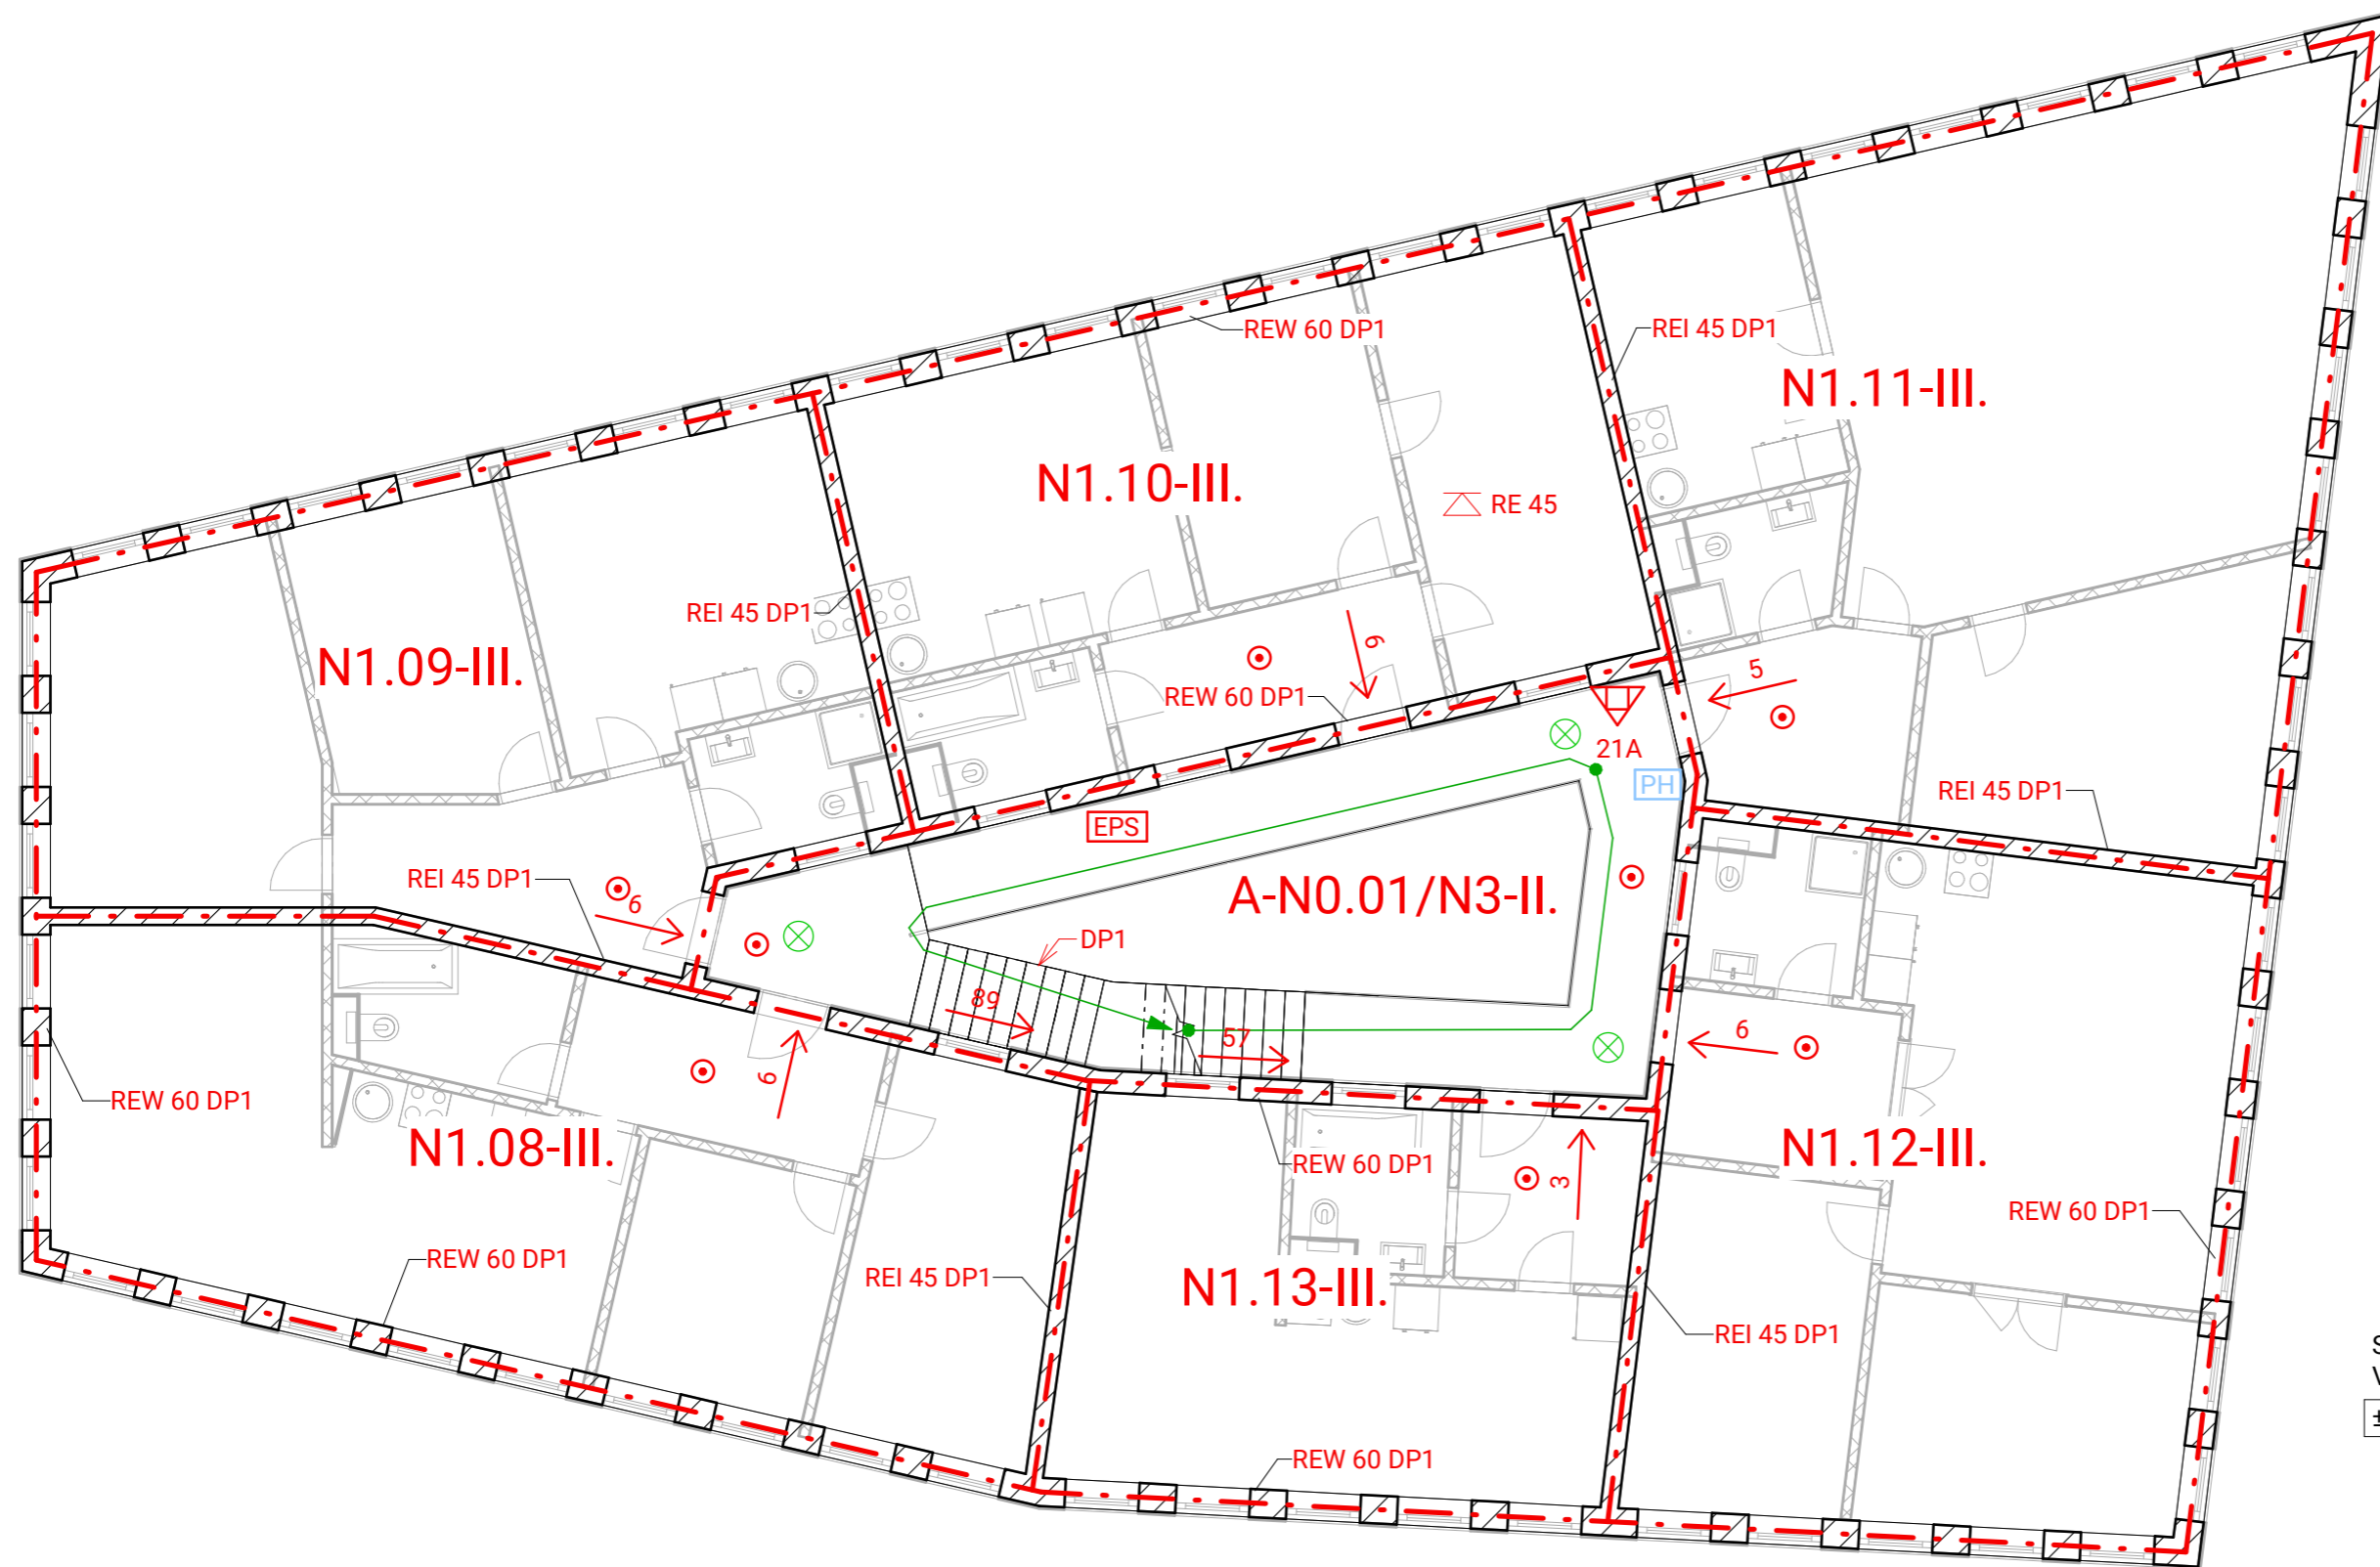 REW 60 DP1
REI 45 DP1
N1.11-III.
N1.10-III.
RE 45
REI 45 DP1
N1.09-III.
6
REW 60 DP1
5
21A
PH
REI 45 DP1
EPS
REI 45 DP1
6
A-N0.01/N3-II.
DP1
89
57
6
6
REW 60 DP1
N1.08-III.
REW 60 DP1
3
N1.12-III.
REW 60 DP1
REW 60 DP1
REI 45 DP1
N1.13-III.
REI 45 DP1
S
V
±
REW 60 DP1